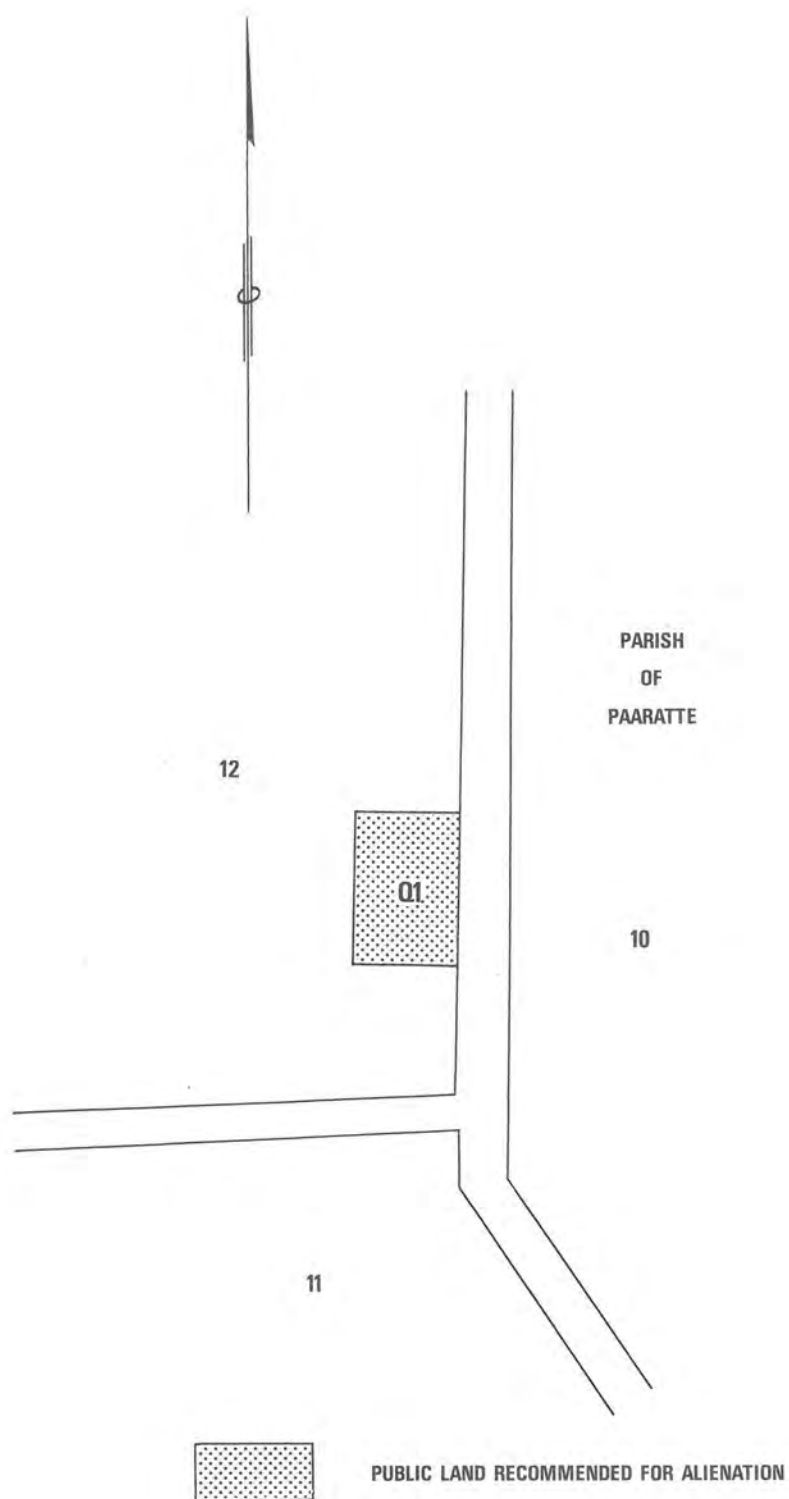 PARISH
OF
PAARATTE
12
Q1
10
11
PUBLIC LAND RECOMMENDED FOR ALIENATION